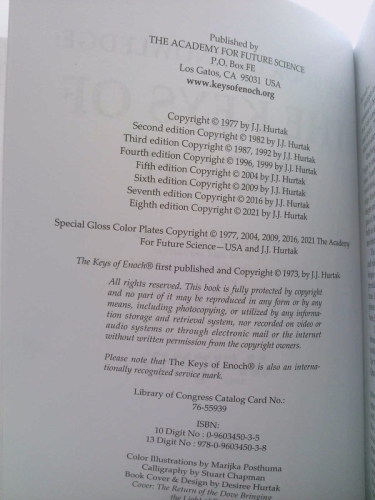 Published by
THE ACADEMY FOR FUTURE SCIENCE
P.O. Box FE
Los Gatos, CA 95031 USA
www.keysofenoch.org
Copyright © 1977 by J.J. Hurtak
Second edition Copyright © 1982 by J.J. Hurtak
Third edition Copyright © 1987, 1992 by J.J. Hurtak
Fourth edition Copyright © 1996, 1999 by J.J. Hurtak
Fifth edition Copyright © 2004 by J.J. Hurtak
Sixth edition Copyright © 2009 by J.J. Hurtak
Seventh edition Copyright © 2016 by J.J. Hurtak
Eighth edition Copyright © 2021 by J.J. Hurtak
Special Gloss Color Plates Copyright © 1977, 2004, 2009, 2016, 2021 The Academy
For Future Science—USA and J.J. Hurtak
The Keys of Enoch® first published and Copyright © 1973, by J.J. Hurtak
All rights reserved. This book is fully protected by copyright
and no part of it may be reproduced in any form or by any
means, including photocopying, or utilized by any informa-
tion storage and retrieval system, nor recorded on video or
audio systems or through electronic mail or the internet
without written permission from the copyright owners.
Please note that The Keys of Enoch® is also an interna-
tionally recognized service mark.
Library of Congress Catalog Card No.:
76-55939
ISBN:
10 Digit No : 0-9603450-3-5
13 Digit No : 978-0-9603450-3-8
Color Illustrations by Marijka Posthuma
Calligraphy by Stuart Chapman
Book Cover & Design by Desiree Hurtak
Cover: The Return of the Dove Bringing